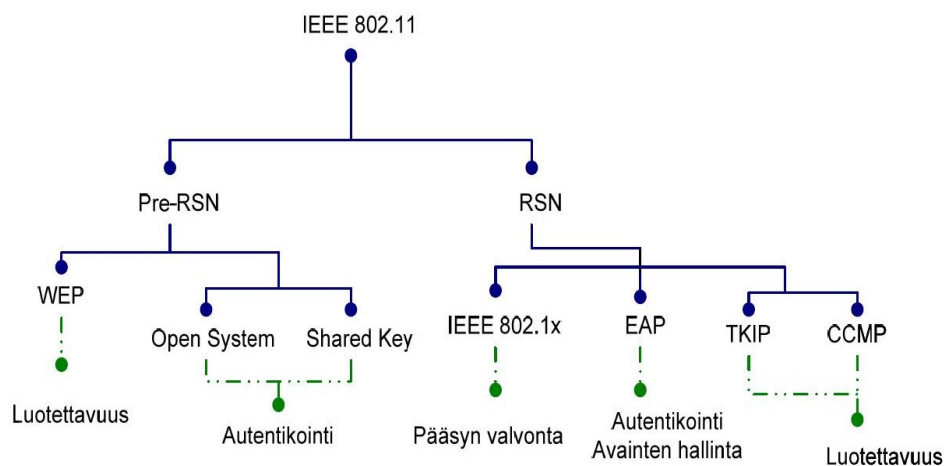 IEEE 802.11
Pre-RSN
RSN
WEP
Open System
Shared Key
IEEE 802.1x
EAP
TKIP
CCMP
Luotettavuus
Autentikointi
Pääsyn valvonta
Autentikointi
Avainten hallinta
Luotettavuus